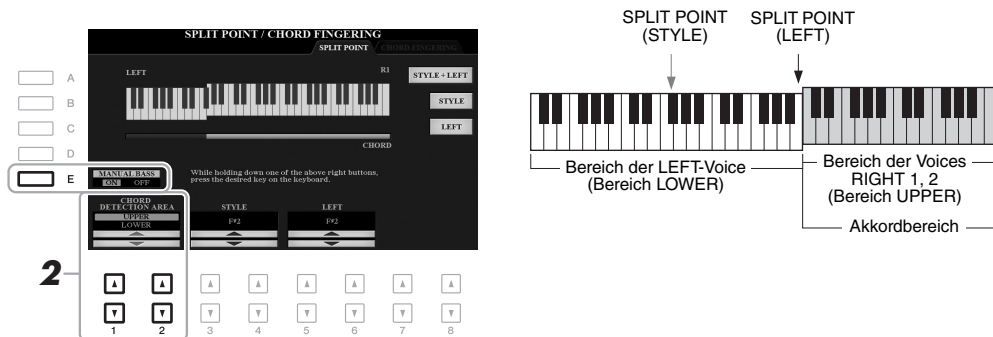 SPLIT POINT / CHORD FINGERING
SPLIT POINT
CHORD FINGERING
LEFT
R1
STYLE + LEFT
STYLE
LEFT
CHORD
A
B
C
D
E
MANUAL BASS
ON OFF
While holding down one of the above right buttons,
press the desired key on the keyboard.
CHORD
DETECTION AREA
UPPER
LOWER
STYLE
F#2
LEFT
F#2
2
1 2 3 4 5 6 7 8
SPLIT POINT
(STYLE)
SPLIT POINT
(LEFT)
Bereich der LEFT-Voice
(Bereich LOWER)
Bereich der Voices
RIGHT 1, 2
(Bereich UPPER)
Akkordbereich